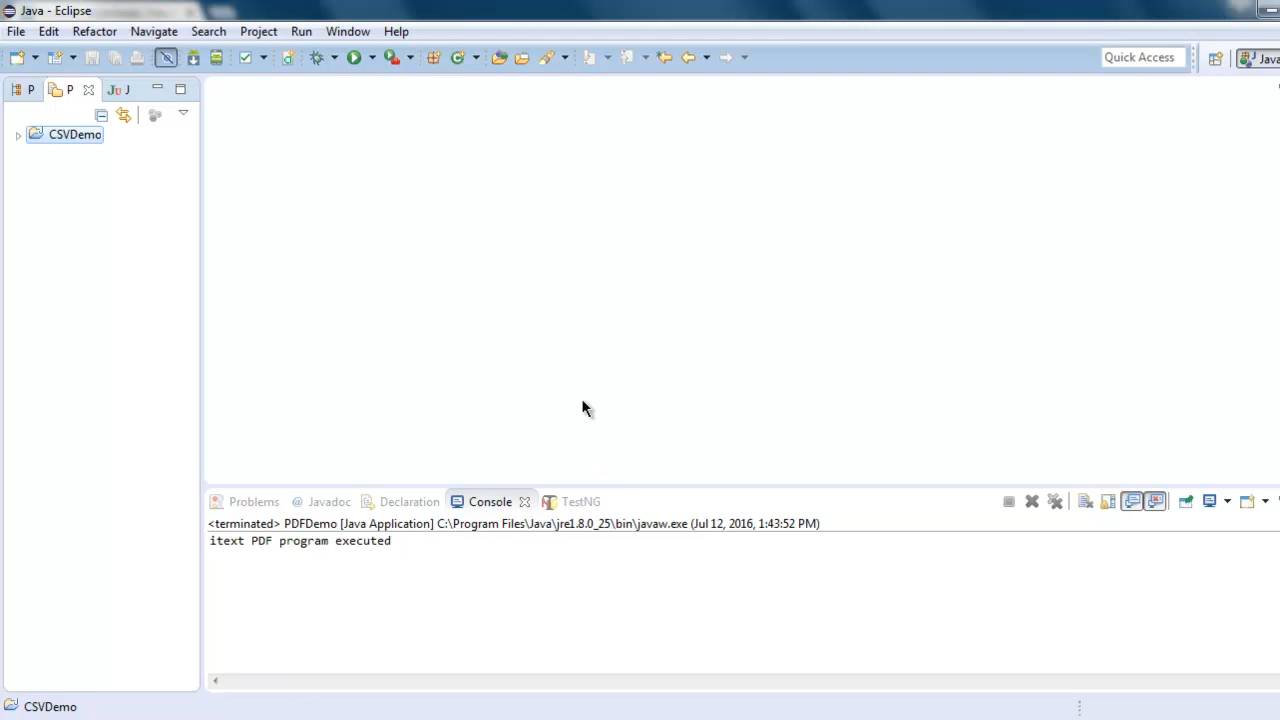 Java - Eclipse
File Edit Refactor Navigate Search Project Run Window Help
Quick Access
Java
P P J
CSVDemo
Problems @ Javadoc Declaration Console TestNG
<terminated> PDFDemo [Java Application] C:\Program Files\Java\jre1.8.0_25\bin\javaw.exe (Jul 12, 2016, 1:43:52 PM)
itext PDF program executed
CSVDemo